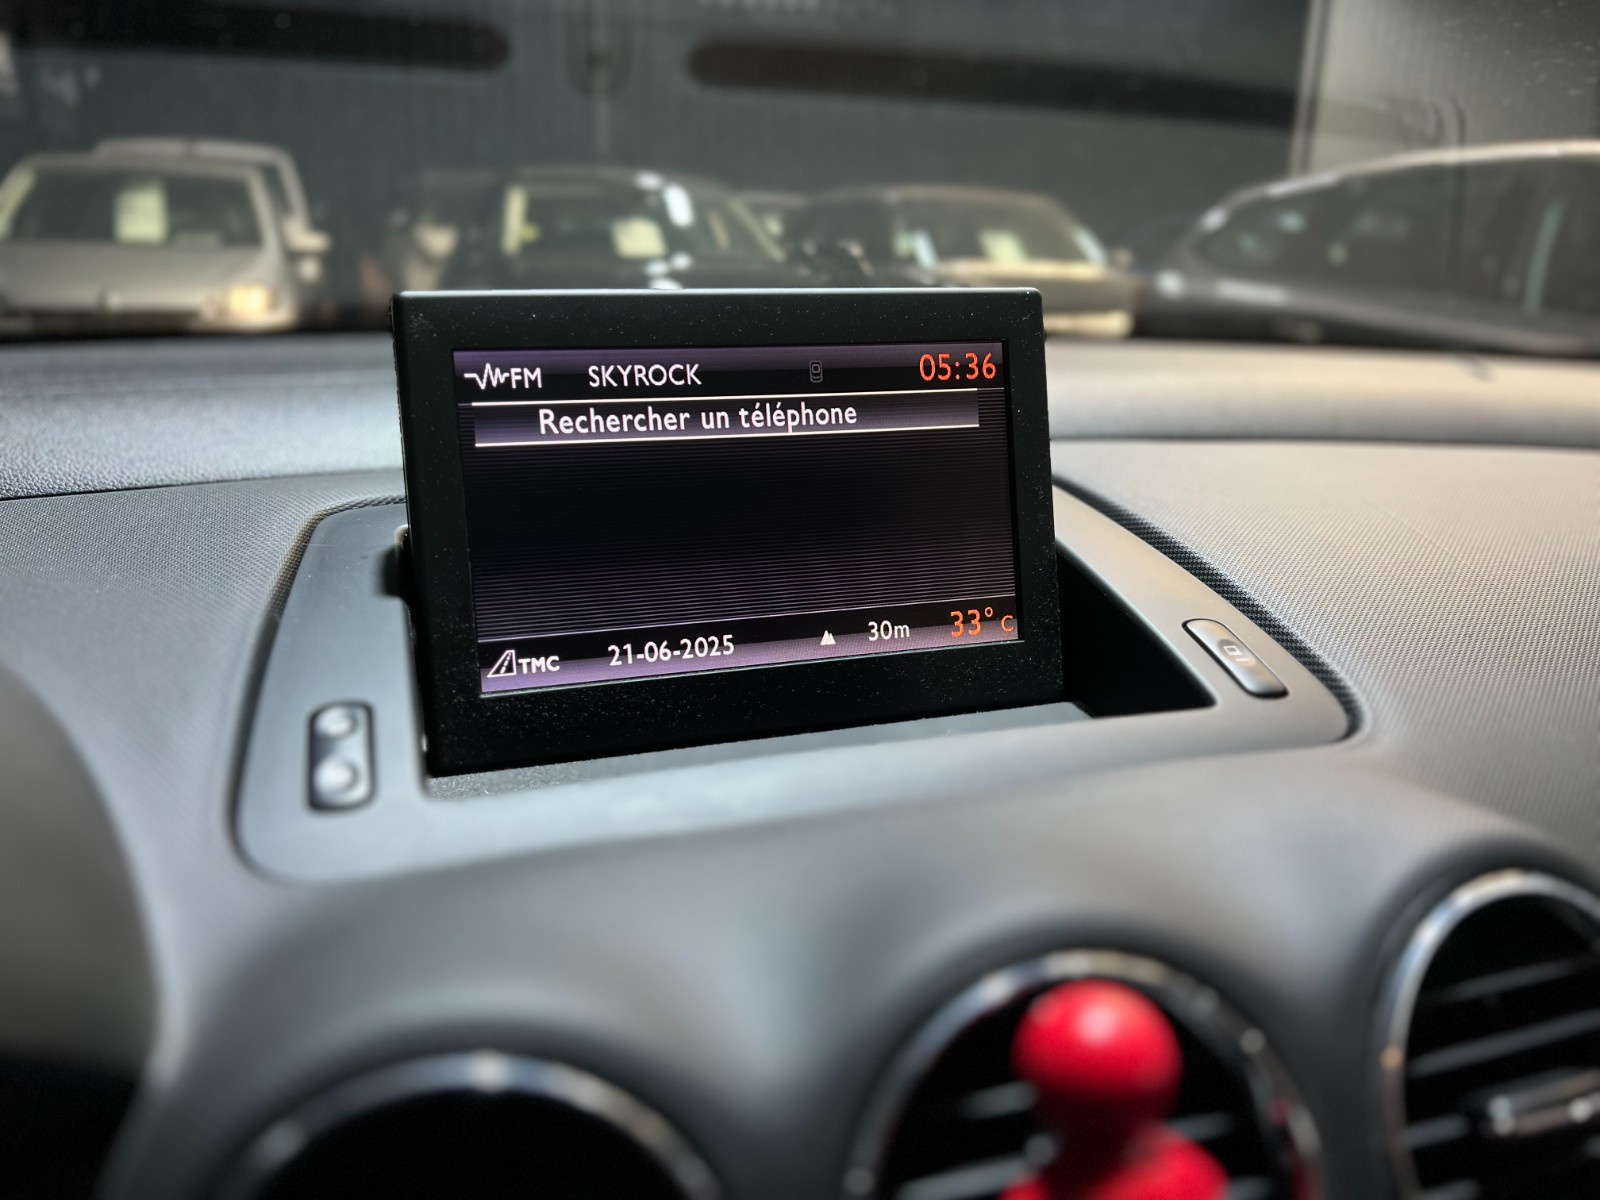 FM SKYROCK 05:36
Rechercher un téléphone
TMC 21-06-2025 30m 33°C